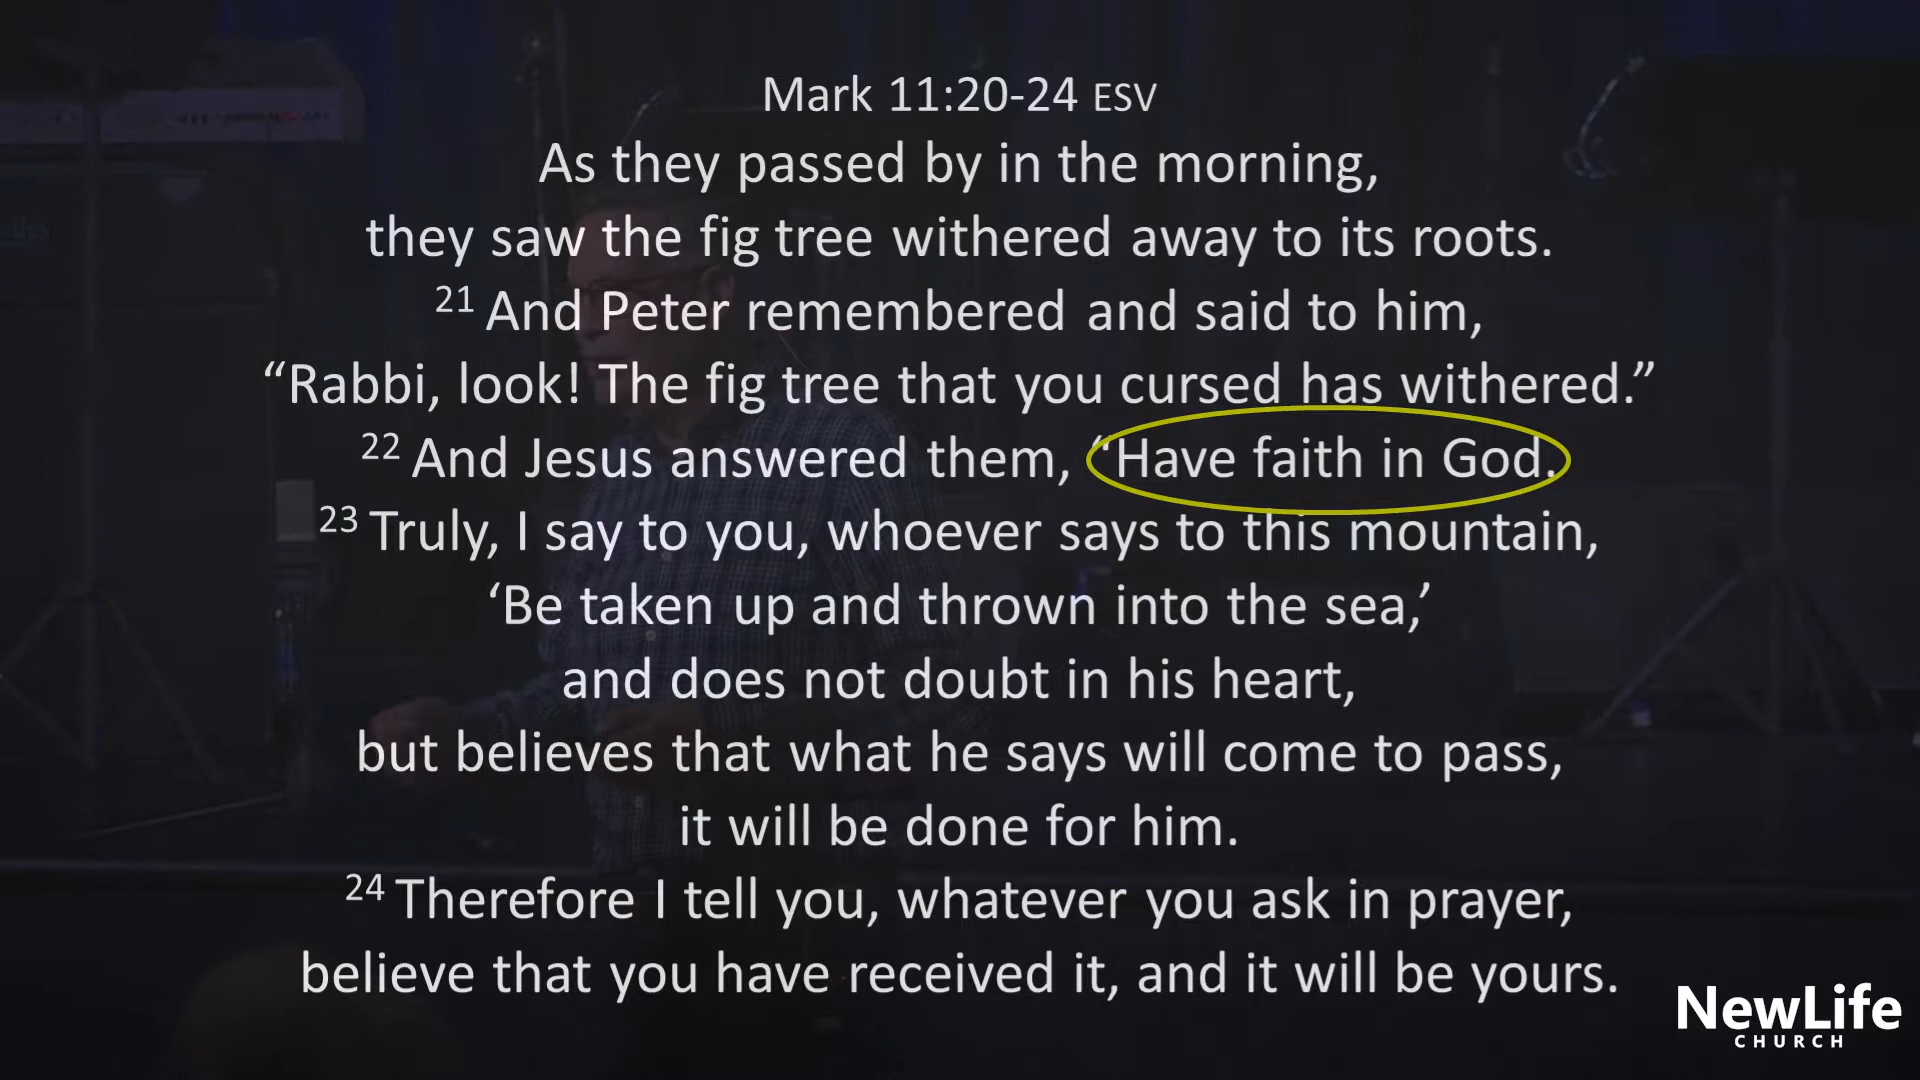 Mark 11:20-24 ESV
As they passed by in the morning,
they saw the fig tree withered away to its roots.
21 And Peter remembered and said to him,
“Rabbi, look! The fig tree that you cursed has withered.”
22 And Jesus answered them, “Have faith in God.
23 Truly, I say to you, whoever says to this mountain,
‘Be taken up and thrown into the sea,’
and does not doubt in his heart,
but believes that what he says will come to pass,
it will be done for him.
24 Therefore I tell you, whatever you ask in prayer,
believe that you have received it, and it will be yours.
NewLife
CHURCH